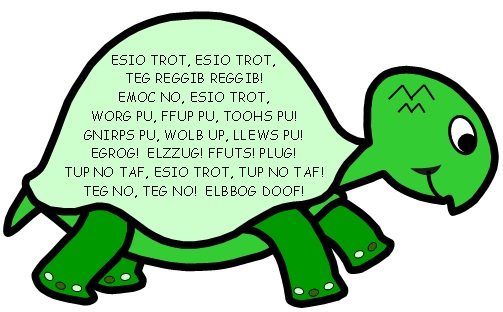 ESIO TROT, ESIO TROT,
TEG REGGIB REGGIB!
EMOC NO, ESIO TROT,
WORG PU, FFUP PU, TOOHS PU!
GNIRPS PU, WOLB UP, LLEWS PU!
EGROG! ELZZUG! FFUTS! PLUG!
TUP NO TAF, ESIO TROT, TUP NO TAF!
TEG NO, TEG NO! ELBBOG DOOF!